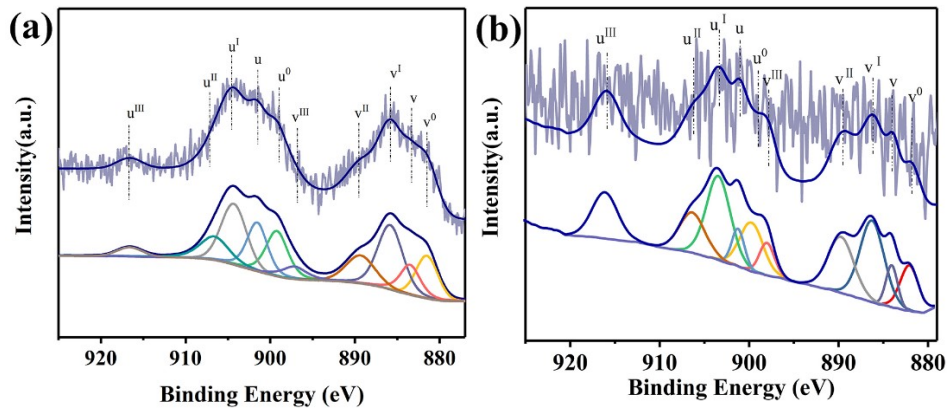 (a)
u^III
u^II
u^I
u
u^0
v^III
v^II
v^I
v
v^0
Intensity(a.u.)
920
910
900
890
880
Binding Energy (eV)
(b)
u^III
u^II
u^I
u
u^0
v^III
v^II
v^I
v
v^0
Intensity(a.u.)
920
910
900
890
880
Binding Energy (eV)